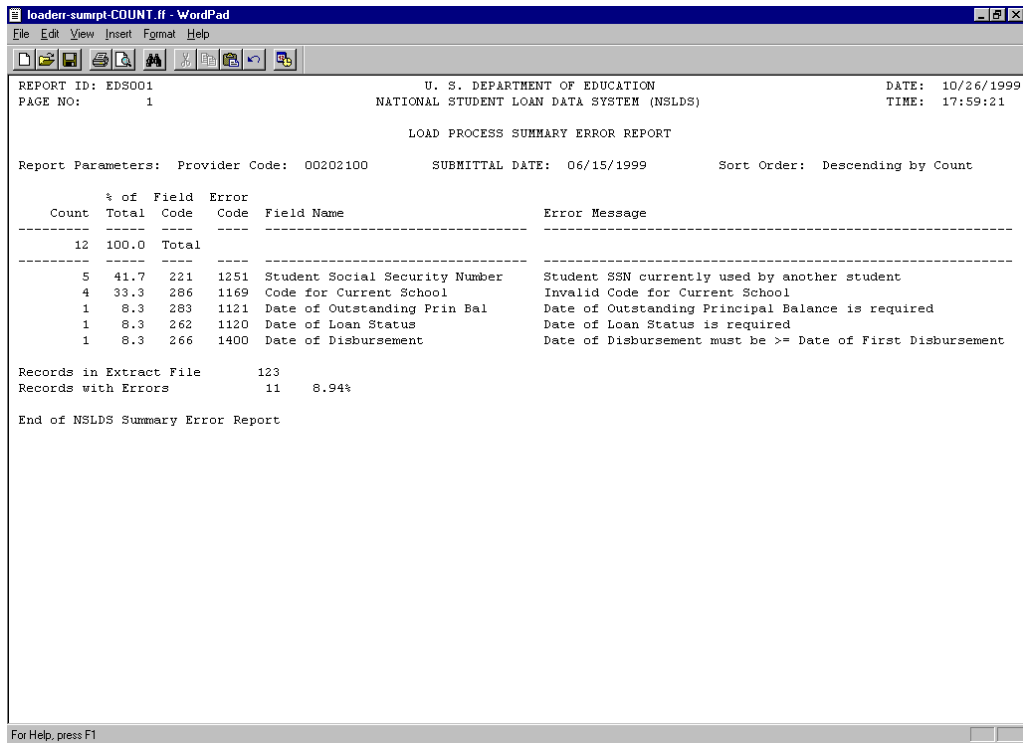 loaderr-sumrpt-COUNT.ff - WordPad
File Edit View Insert Format Help
REPORT ID: EDS001 U. S. DEPARTMENT OF EDUCATION DATE: 10/26/1999
PAGE NO: 1 NATIONAL STUDENT LOAN DATA SYSTEM (NSLDS) TIME: 17:59:21
LOAD PROCESS SUMMARY ERROR REPORT
Report Parameters: Provider Code: 00202100 SUBMITTAL DATE: 06/15/1999 Sort Order: Descending by Count
% of Field Error
Count Total Code Code Field Name Error Message
--------- ----- ---- ---- --------------------------------- -----------------------------------------------------------
12 100.0 Total
--------- ----- ---- ---- --------------------------------- -----------------------------------------------------------
5 41.7 221 1251 Student Social Security Number Student SSN currently used by another student
4 33.3 286 1169 Code for Current School Invalid Code for Current School
1 8.3 283 1121 Date of Outstanding Prin Bal Date of Outstanding Principal Balance is required
1 8.3 262 1120 Date of Loan Status Date of Loan Status is required
1 8.3 266 1400 Date of Disbursement Date of Disbursement must be >= Date of First Disbursement
Records in Extract File 123
Records with Errors 11 8.94%
End of NSLDS Summary Error Report
For Help, press F1